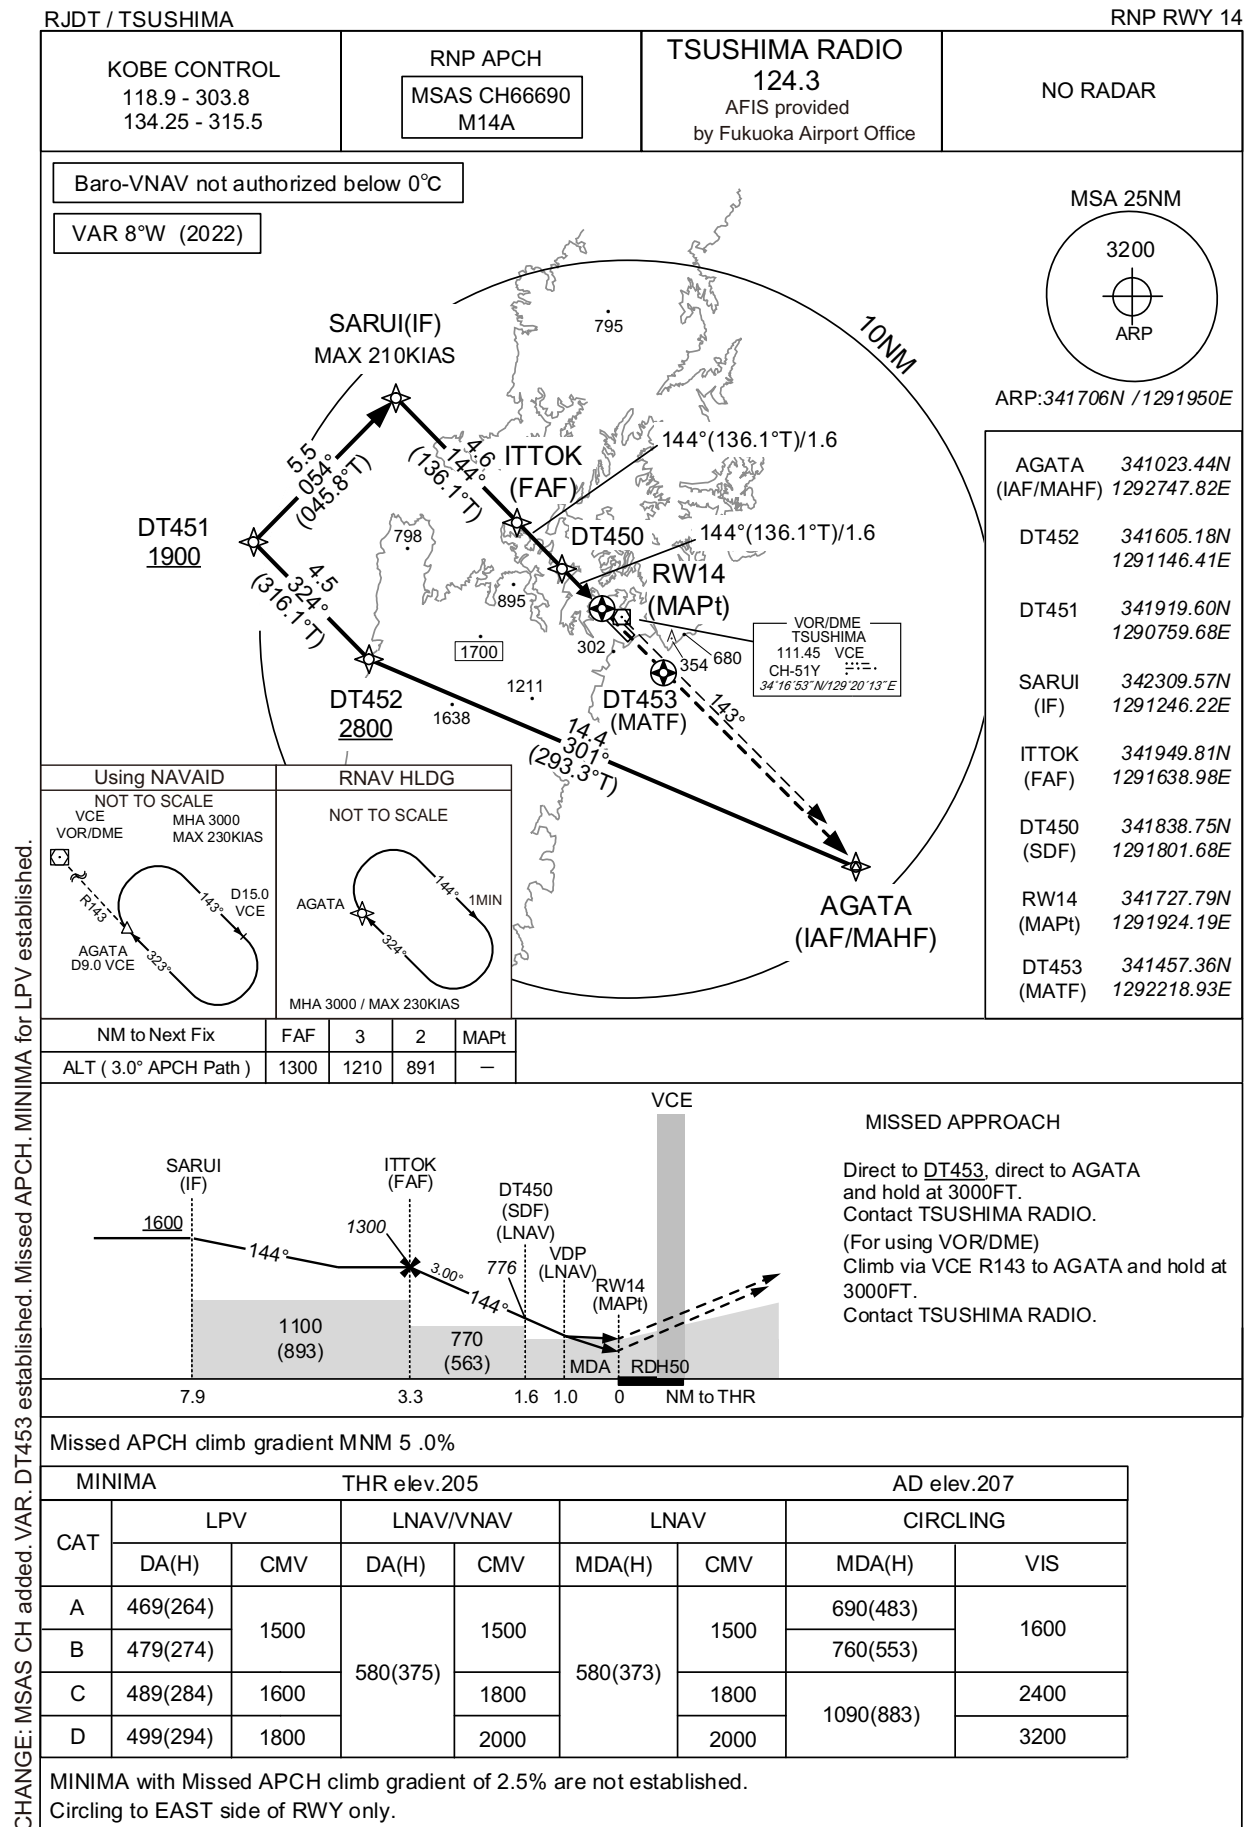 RJDT / TSUSHIMA
RNP RWY 14
KOBE CONTROL
118.9 - 303.8
134.25 - 315.5
RNP APCH
MSAS CH66690
M14A
TSUSHIMA RADIO
124.3
AFIS provided
by Fukuoka Airport Office
NO RADAR
Baro-VNAV not authorized below 0°C
VAR 8°W (2022)
MSA 25NM
3200
ARP
ARP:341706N /1291950E
10NM
795
SARUI(IF)
MAX 210KIAS
5.5
054°
(045.8°T)
4.6
144°
(136.1°T)
ITTOK
(FAF)
144°(136.1°T)/1.6
DT451
1900
798
DT450
144°(136.1°T)/1.6
4.5
324°
(316.1°T)
895
RW14
(MAPt)
1700
302
354
680
VOR/DME
TSUSHIMA
111.45 VCE
CH-51Y
34°16'53"N/129°20'13"E
DT452
2800
1638
1211
DT453
(MATF)
143°
14.4
301°
(293.3°T)
AGATA
(IAF/MAHF)
AGATA 341023.44N
(IAF/MAHF) 1292747.82E
DT452 341605.18N
1291146.41E
DT451 341919.60N
1290759.68E
SARUI 342309.57N
(IF) 1291246.22E
ITTOK 341949.81N
(FAF) 1291638.98E
DT450 341838.75N
(SDF) 1291801.68E
RW14 341727.79N
(MAPt) 1291924.19E
DT453 341457.36N
(MATF) 1292218.93E
Using NAVAID
NOT TO SCALE
VCE
VOR/DME
MHA 3000
MAX 230KIAS
R143
143°
D15.0
VCE
AGATA
D9.0 VCE
323°
RNAV HLDG
NOT TO SCALE
AGATA
144°
1MIN
324°
MHA 3000 / MAX 230KIAS
NM to Next Fix FAF 3 2 MAPt
ALT ( 3.0° APCH Path ) 1300 1210 891 —
VCE
SARUI
(IF)
1600
144°
ITTOK
(FAF)
1300
3.00°
144°
DT450
(SDF)
(LNAV)
776
VDP
(LNAV)
RW14
(MAPt)
1100
(893)
770
(563)
MDA
RDH50
7.9 3.3 1.6 1.0 0 NM to THR
MISSED APPROACH
Direct to DT453, direct to AGATA
and hold at 3000FT.
Contact TSUSHIMA RADIO.
(For using VOR/DME)
Climb via VCE R143 to AGATA and hold at
3000FT.
Contact TSUSHIMA RADIO.
Missed APCH climb gradient MNM 5 .0%
MINIMA THR elev.205 AD elev.207
CAT LPV LNAV/VNAV LNAV CIRCLING
DA(H) CMV DA(H) CMV MDA(H) CMV MDA(H) VIS
A 469(264) 1500 580(375) 1500 580(373) 1500 690(483) 1600
B 479(274) 760(553)
C 489(284) 1600 1800 1800 1090(883) 2400
D 499(294) 1800 2000 2000 3200
MINIMA with Missed APCH climb gradient of 2.5% are not established.
Circling to EAST side of RWY only.
CHANGE: MSAS CH added. VAR. DT453 established. Missed APCH. MINIMA for LPV established.